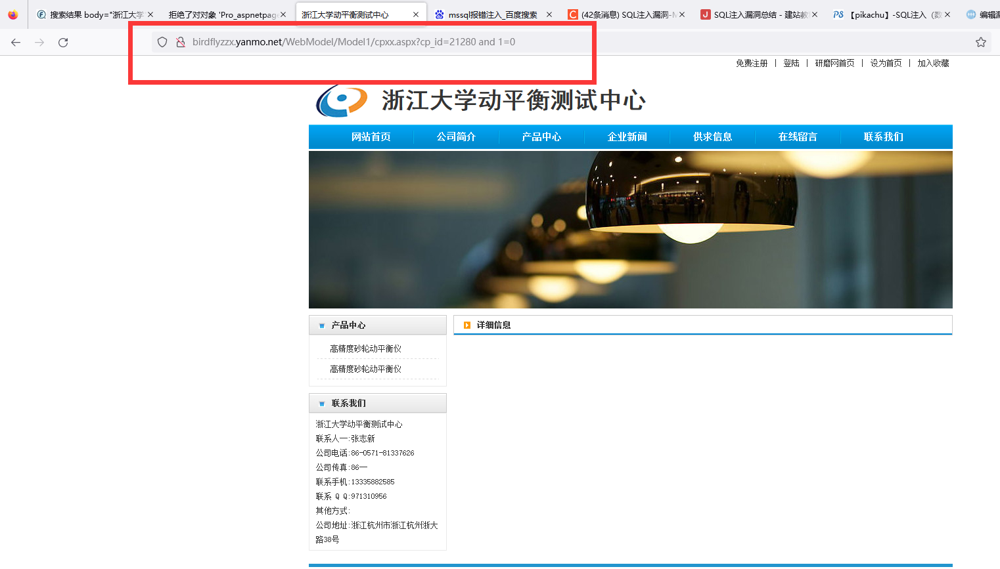 搜索结果 body="浙江大学
拒绝了对对象 'Pro_aspnetpag
浙江大学动平衡测试中心
mssql报错注入_百度搜索
(42条消息) SQL注入漏洞-M
SQL注入漏洞总结 - 建站教
【pikachu】-SQL注入（数
编辑漏
birdflyzzx.yanmo.net/WebModel/Model1/cpxx.aspx?cp_id=21280 and 1=0
免费注册 | 登陆 | 研磨网首页 | 设为首页 | 加入收藏
浙江大学动平衡测试中心
网站首页 公司简介 产品中心 企业新闻 供求信息 在线留言 联系我们
产品中心
高精度砂轮动平衡仪
高精度砂轮动平衡仪
联系我们
浙江大学动平衡测试中心
联系人一:张志新
公司电话:86-0571-81337626
公司传真:86--
联系手机:13335882585
联系 Q Q:971310956
其他方式:
公司地址:浙江杭州市浙江杭州浙大
路38号
详细信息